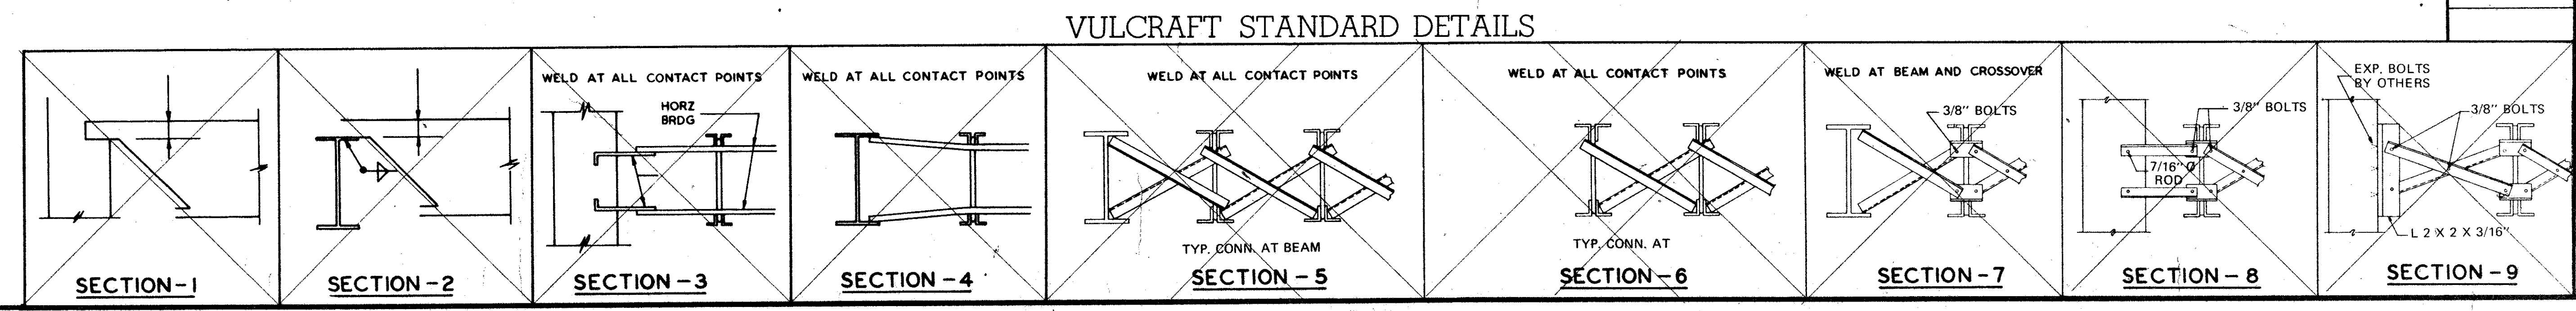 VULCRAFT STANDARD DETAILS
SECTION-1
SECTION-2
WELD AT ALL CONTACT POINTS
HORZ
BRDG
SECTION-3
WELD AT ALL CONTACT POINTS
SECTION-4
WELD AT ALL CONTACT POINTS
TYP. CONN. AT BEAM
SECTION - 5
WELD AT ALL CONTACT POINTS
TYP. CONN. AT
SECTION-6
WELD AT BEAM AND CROSSOVER
3/8" BOLTS
SECTION-7
3/8" BOLTS
7/16" Ø
ROD
SECTION - 8
EXP. BOLTS
BY OTHERS
3/8" BOLTS
L 2 X 2 X 3/16"
SECTION-9